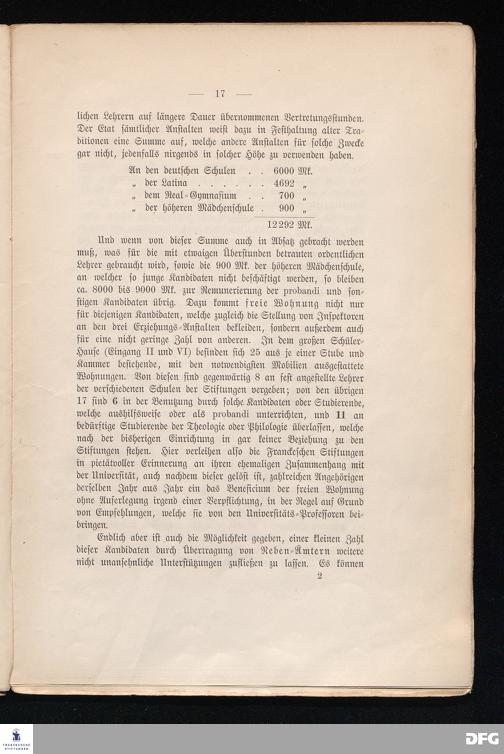 — 17 —
lichen Lehrern auf längere Dauer übernommenen Vertretungsstunden.
Der Etat sämtlicher Anstalten weist dazu in Festhaltung alter Tra-
ditionen eine Summe auf, welche andere Anstalten für solche Zwecke
gar nicht, jedenfalls nirgends in solcher Höhe zu verwenden haben.
An den deutschen Schulen . . 6000 Mk.
„ der Latina . . . . . . 4692 „
„ dem Real-Gymnasium . . 700 „
„ der höheren Mädchenschule . 900 „
12292 Mk.
Und wenn von dieser Summe auch in Absatz gebracht werden
muß, was für die mit etwaigen Überstunden betrauten ordentlichen
Lehrer gebraucht wird, sowie die 900 Mk. der höheren Mädchenschule,
an welcher so junge Kandidaten nicht beschäftigt werden, so bleiben
ca. 8000 bis 9000 Mk. zur Remunerierung der probandi und son-
stigen Kandidaten übrig. Dazu kommt freie Wohnung nicht nur
für diejenigen Kandidaten, welche zugleich die Stellung von Inspektoren
an den drei Erziehungs-Anstalten bekleiden, sondern außerdem auch
für eine nicht geringe Zahl von anderen. In dem großen Schüler-
Hause (Eingang II und VI) befinden sich 25 aus je einer Stube und
Kammer bestehende, mit den notwendigsten Mobilien ausgestattete
Wohnungen. Von diesen sind gegenwärtig 8 an fest angestellte Lehrer
der verschiedenen Schulen der Stiftungen vergeben; von den übrigen
17 sind 6 in der Benutzung durch solche Kandidaten oder Studierende,
welche aushilfsweise oder als probandi unterrichten, und 11 an
bedürftige Studierende der Theologie oder Philologie überlassen, welche
nach der bisherigen Einrichtung in gar keiner Beziehung zu den
Stiftungen stehen. Hier verleihen also die Franckeschen Stiftungen
in pietätvoller Erinnerung an ihren ehemaligen Zusammenhang mit
der Universität, auch nachdem dieser gelöst ist, zahlreichen Angehörigen
derselben Jahr aus Jahr ein das Beneficium der freien Wohnung
ohne Auferlegung irgend einer Verpflichtung, in der Regel auf Grund
von Empfehlungen, welche sie von den Universitäts-Professoren bei-
bringen.
Endlich aber ist auch die Möglichkeit gegeben, einer kleinen Zahl
dieser Kandidaten durch Übertragung von Neben-Ämtern weitere
nicht unansehnliche Unterstützungen zufließen zu lassen. Es können
2
FRANCKESCHE
STIFTUNGEN
DFG